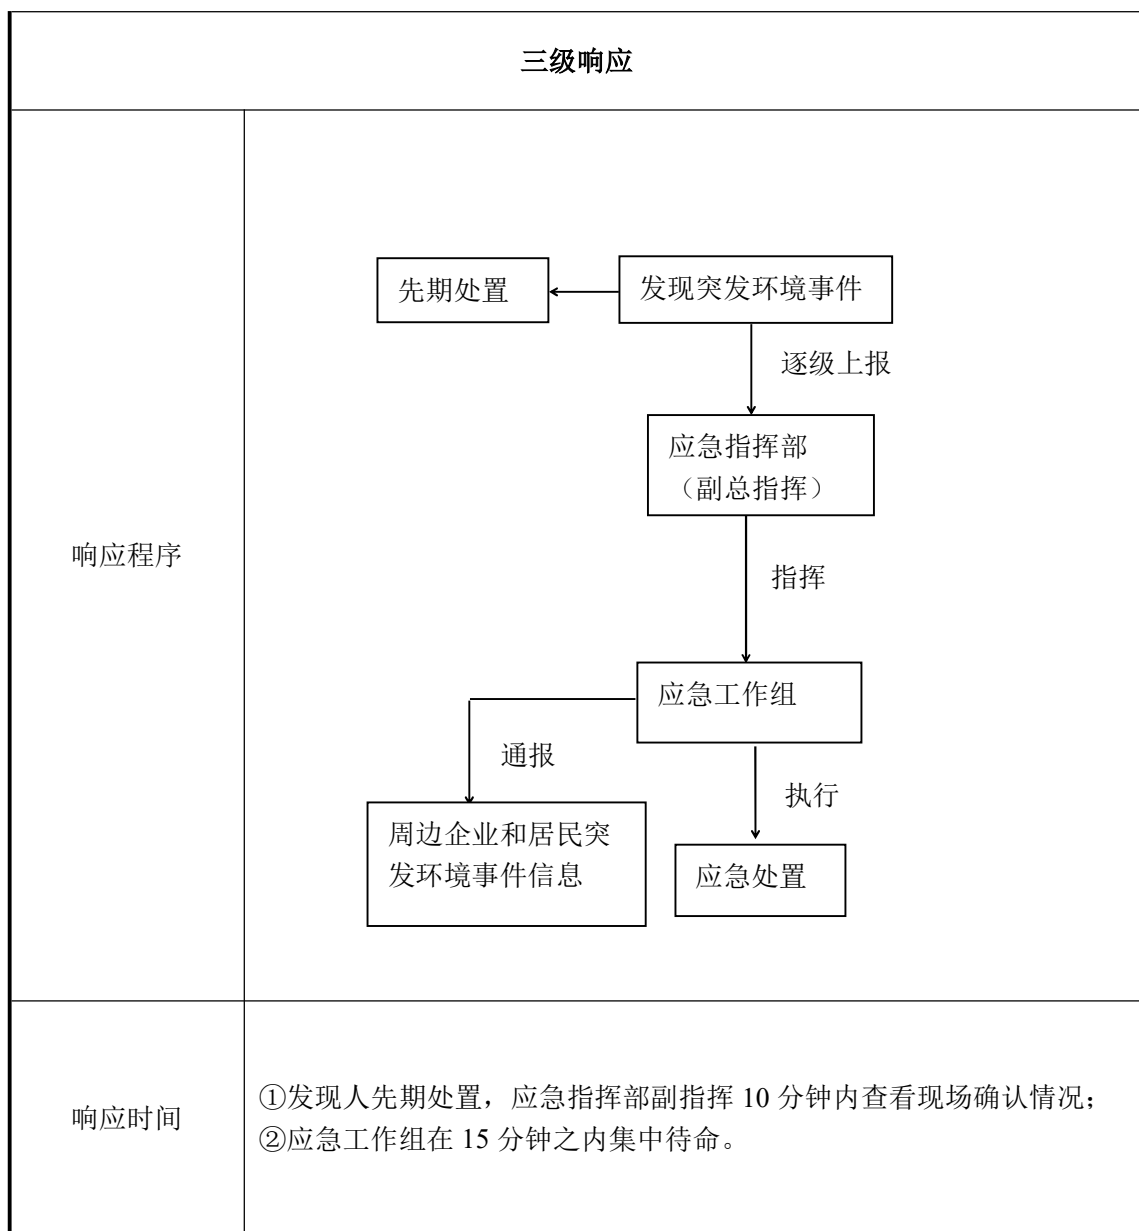 三级响应
先期处置
发现突发环境事件
逐级上报
应急指挥部
（副总指挥）
响应程序
指挥
应急工作组
通报
执行
周边企业和居民突
发环境事件信息
应急处置
响应时间
①发现人先期处置，应急指挥部副指挥 10 分钟内查看现场确认情况；
②应急工作组在 15 分钟之内集中待命。